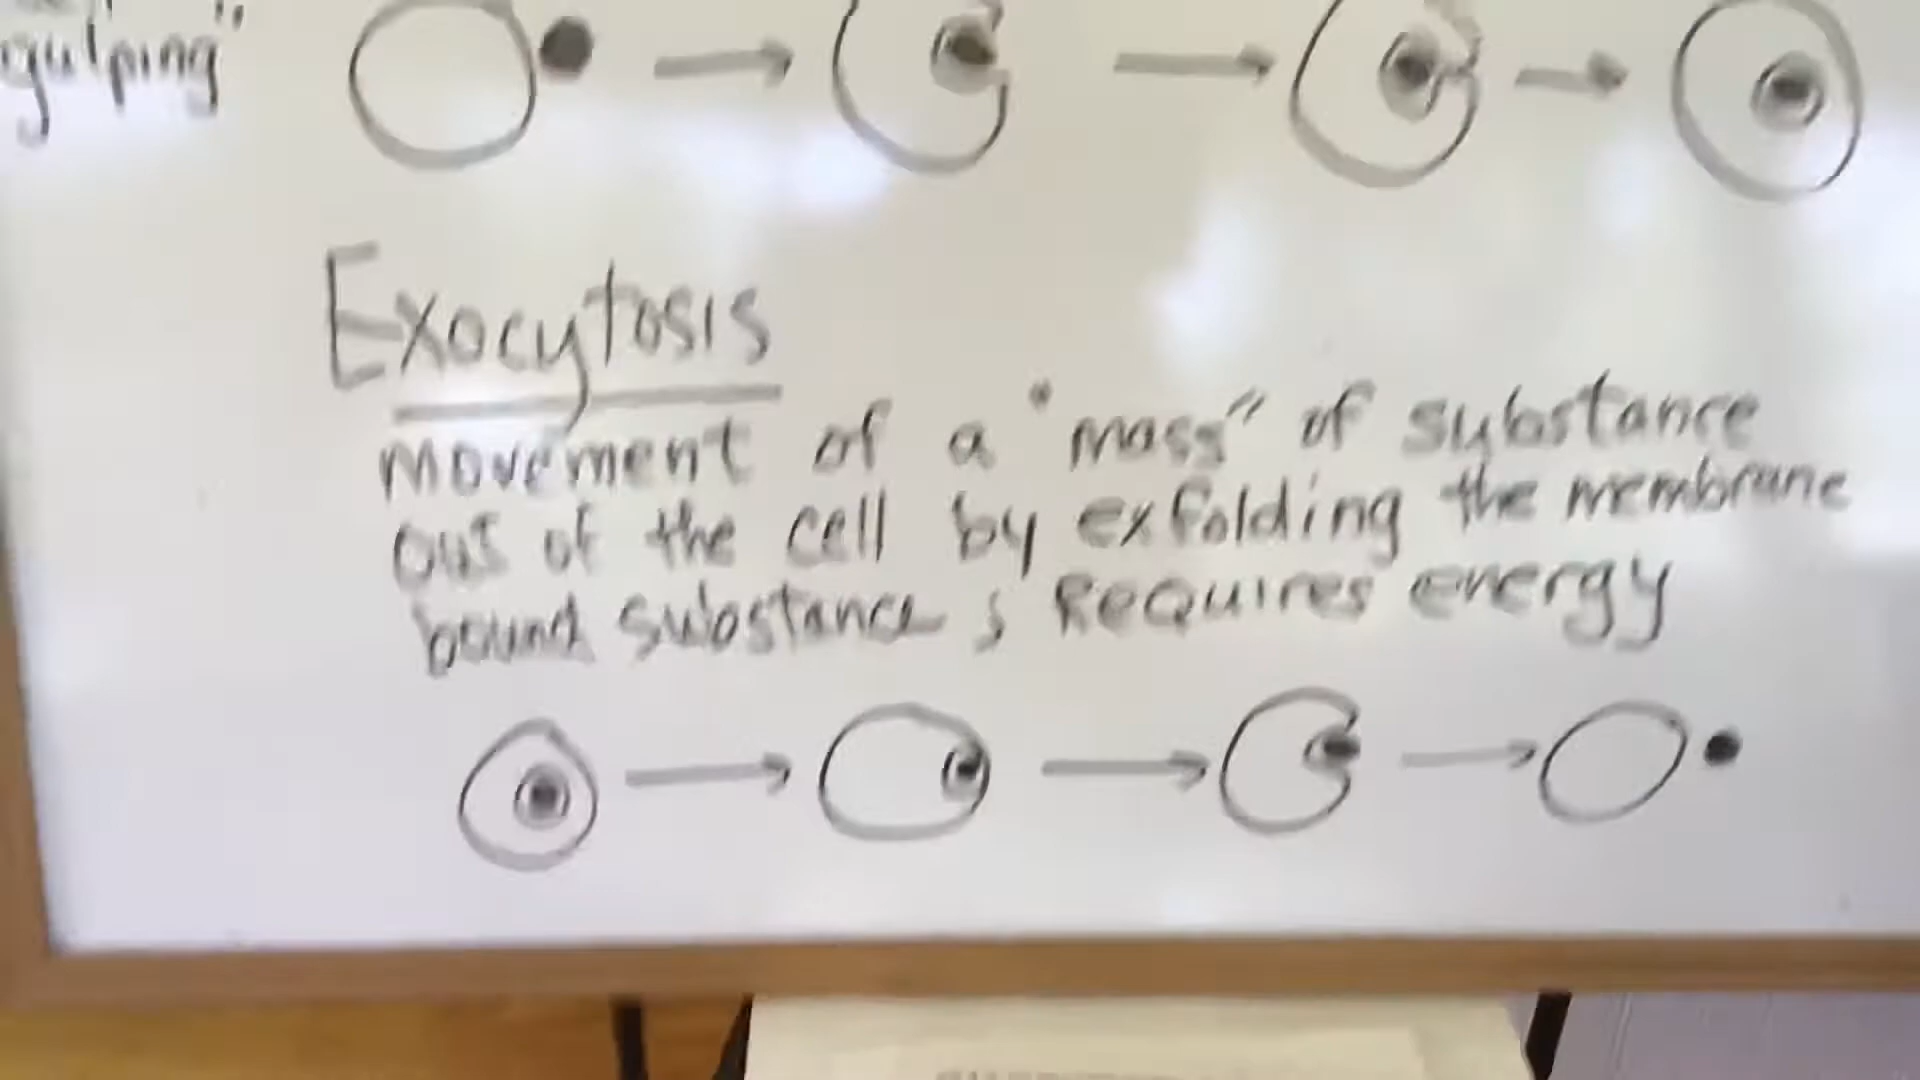 gulping"
Exocytosis
movement of a "mass" of substance
out of the cell by exfolding the membrane
bound substance; Requires energy